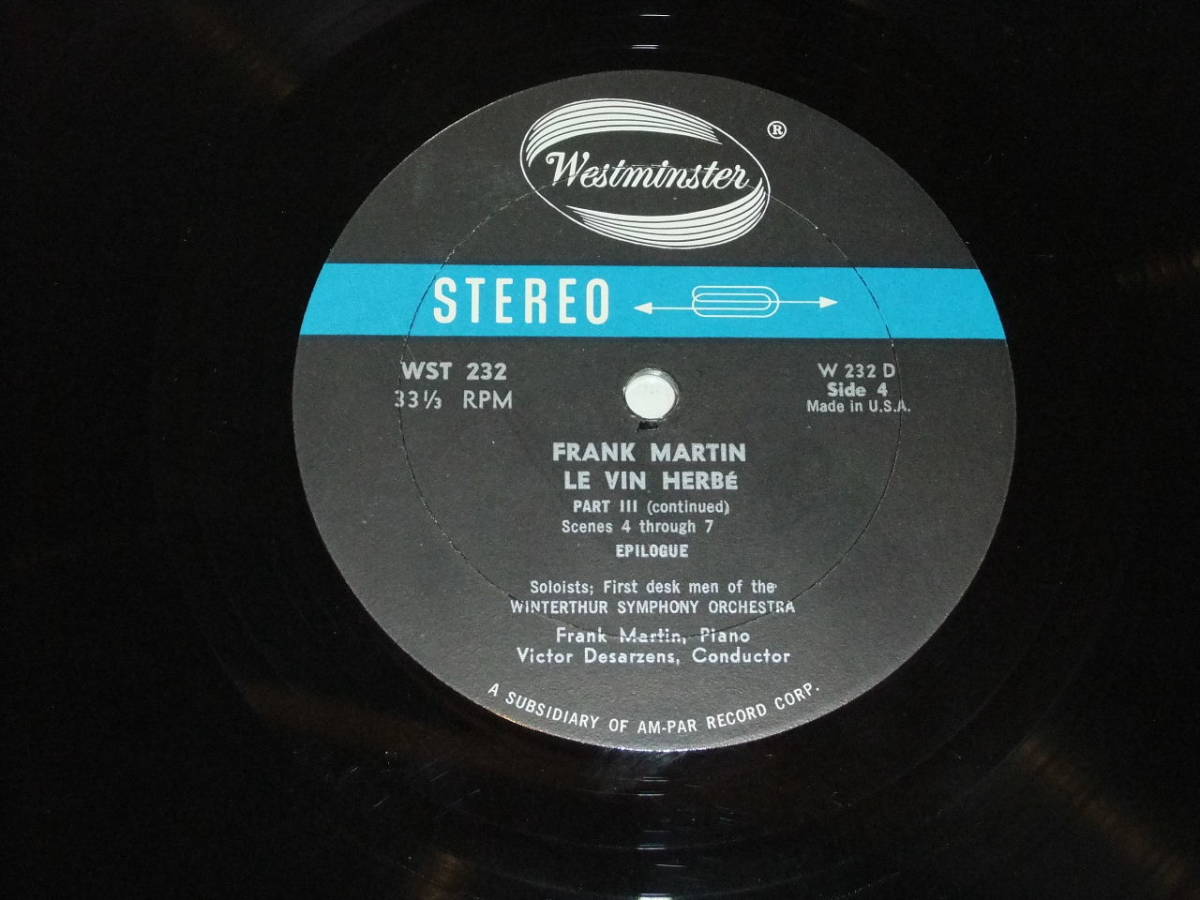 Westminster ®
STEREO
WST 232
33⅓ RPM
W 232 D
Side 4
Made in U.S.A.
FRANK MARTIN
LE VIN HERBÉ
PART III (continued)
Scenes 4 through 7
EPILOGUE
Soloists; First desk men of the
WINTERTHUR SYMPHONY ORCHESTRA
Frank Martin, Piano
Victor Desarzens, Conductor
A SUBSIDIARY OF AM-PAR RECORD CORP.